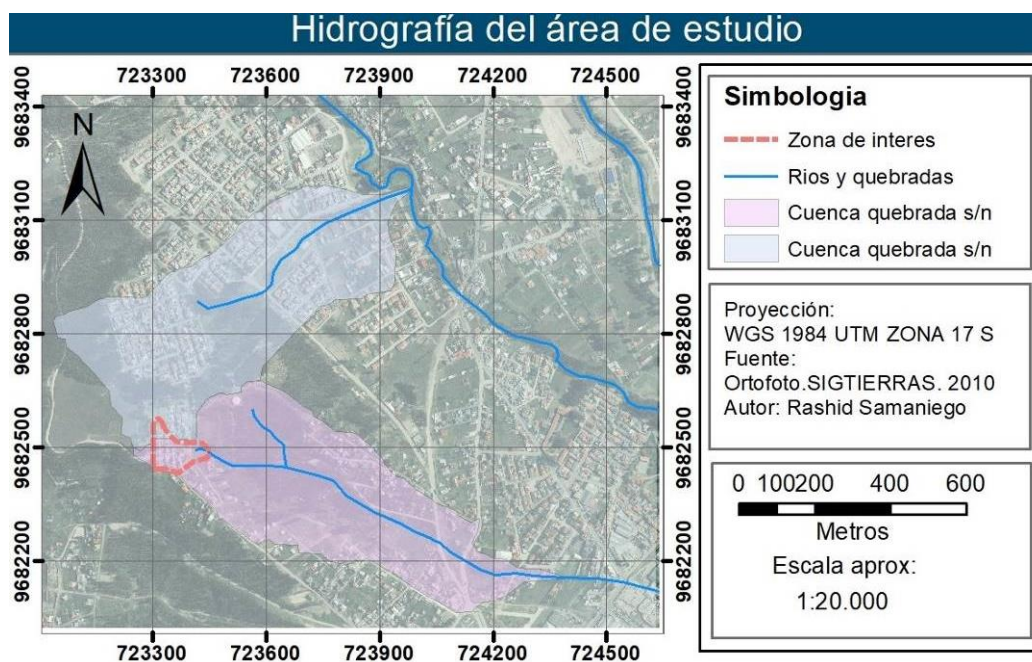 Hidrografía del área de estudio
723300 723600 723900 724200 724500
9683400 9683400
9683100 9683100
9682800 9682800
9682500 9682500
9682200 9682200
N
723300 723600 723900 724200 724500
Simbologia
Zona de interes
Rios y quebradas
Cuenca quebrada s/n
Cuenca quebrada s/n
Proyección:
WGS 1984 UTM ZONA 17 S
Fuente:
Ortofoto.SIGTIERRAS. 2010
Autor: Rashid Samaniego
0 100200 400 600
Metros
Escala aprox:
1:20.000